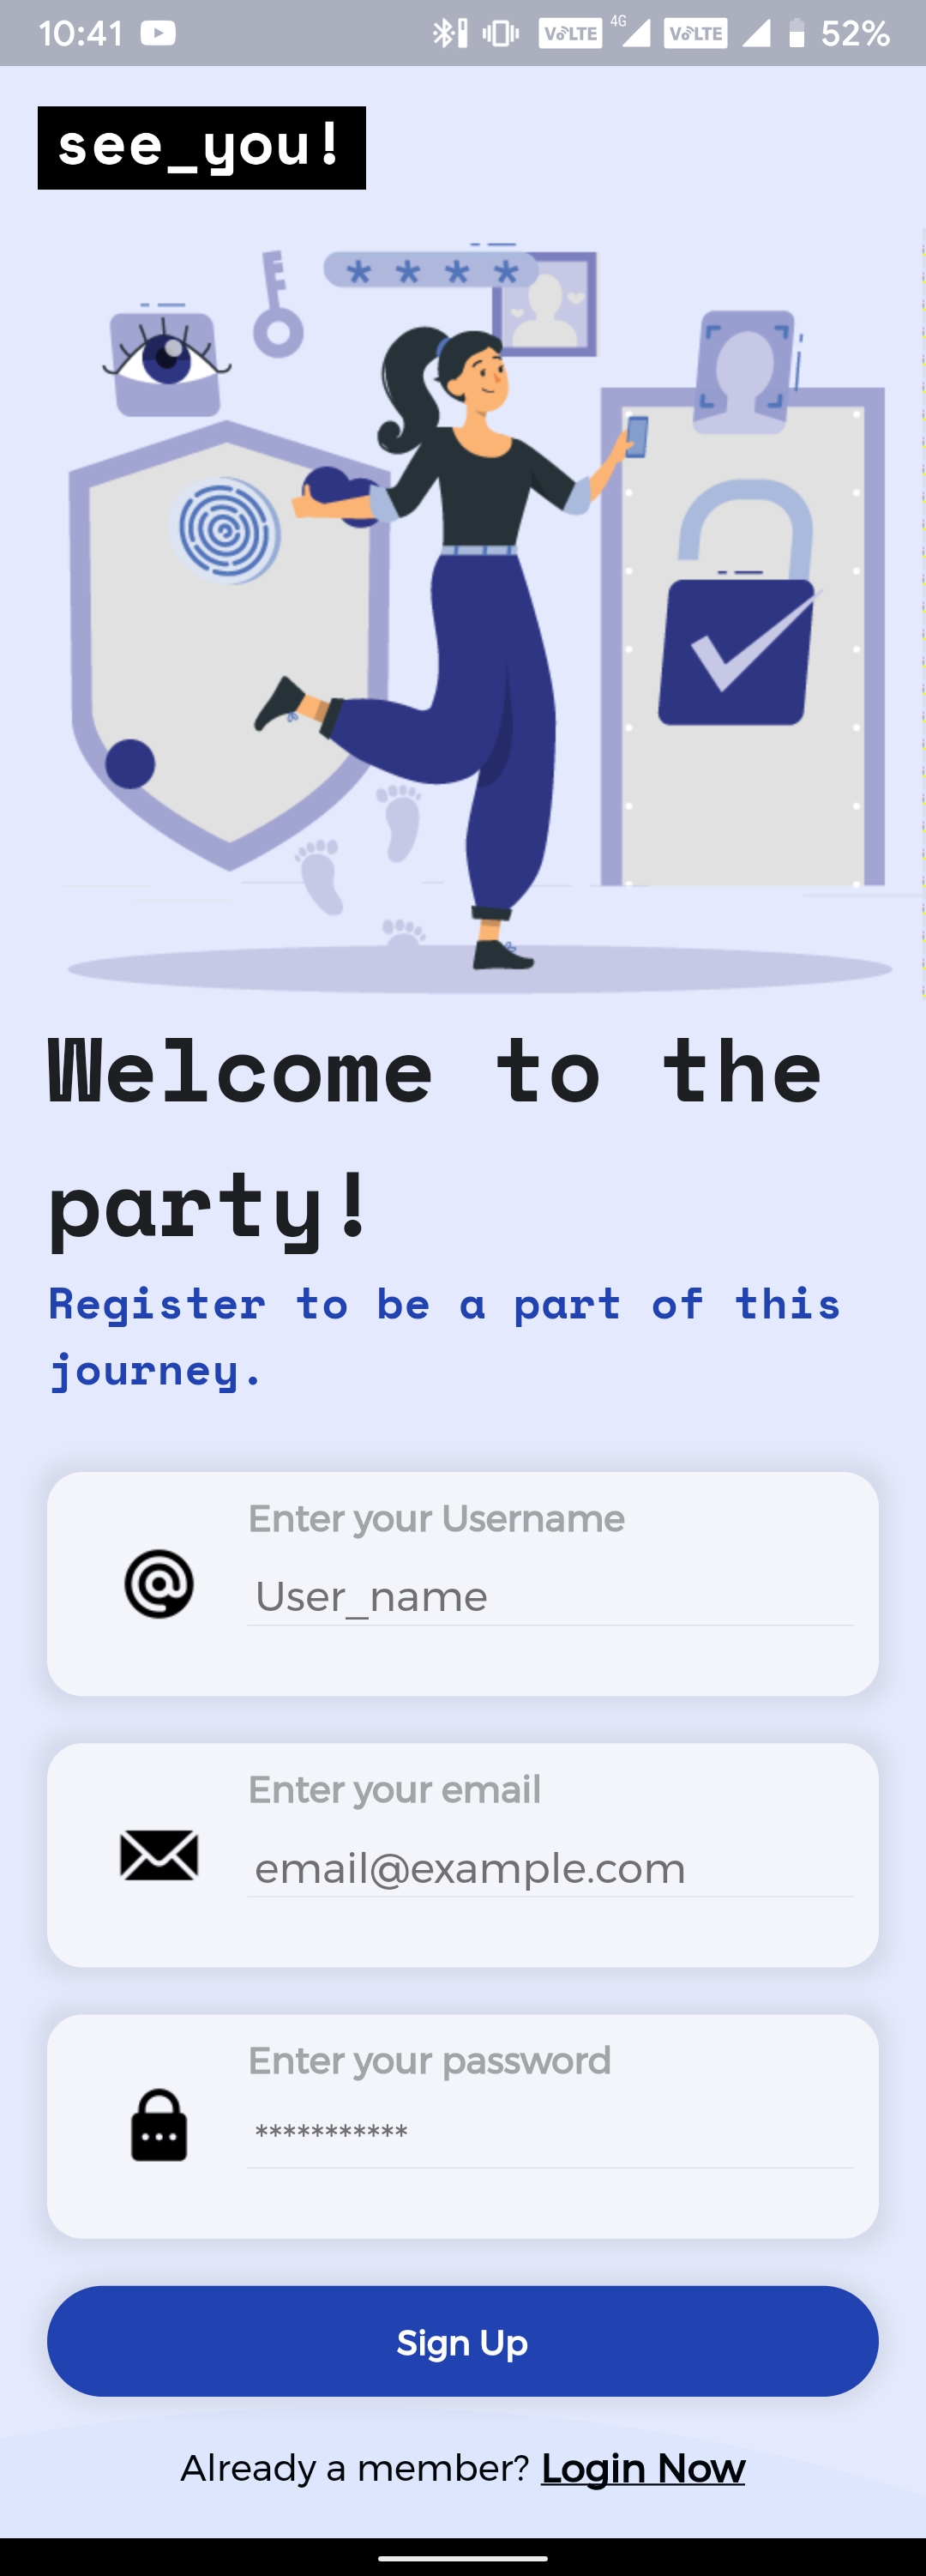 10:41 4G VoLTE VoLTE 52%
see_you!
* * * *
Welcome to the
party!
Register to be a part of this
journey.
Enter your Username
User_name
Enter your email
email@example.com
Enter your password
***********
Sign Up
Already a member? Login Now